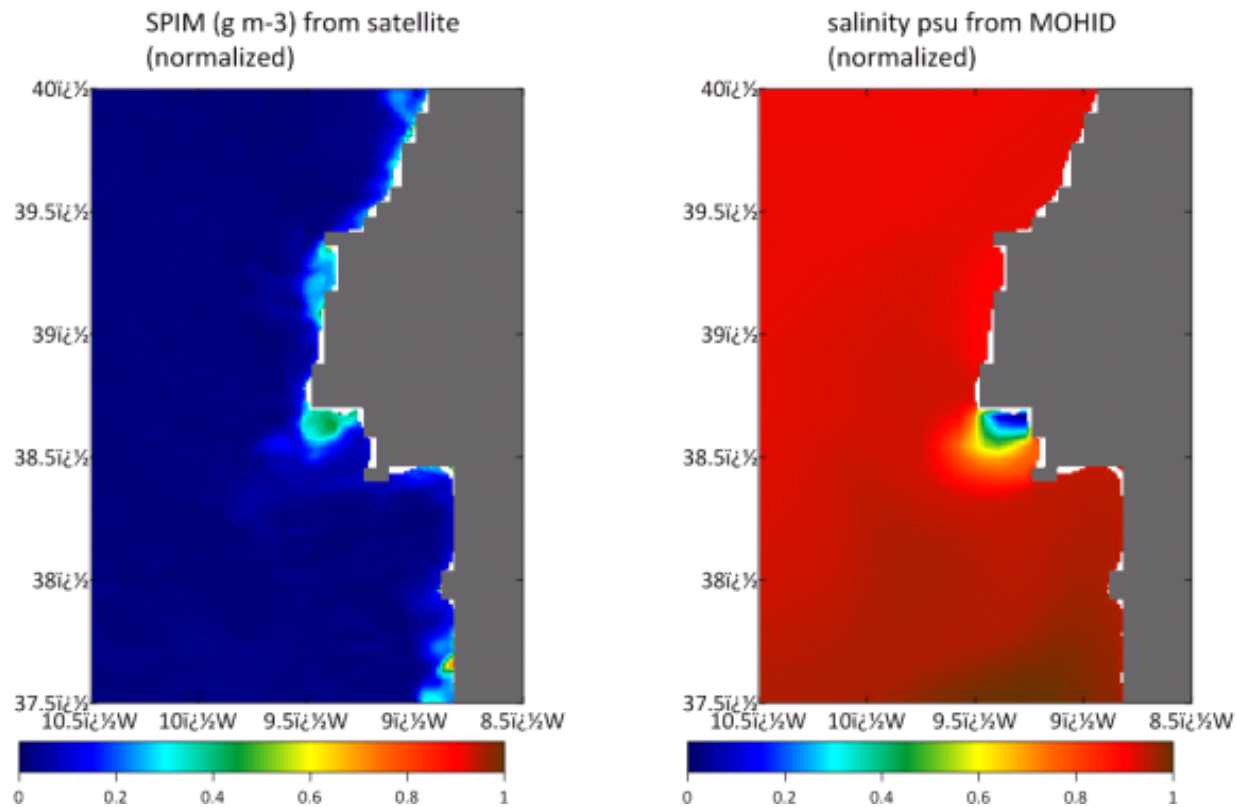 SPIM (g m-3) from satellite
(normalized)
40ï¿½
39.5ï¿½
39ï¿½
38.5ï¿½
38ï¿½
37.5ï¿½
10.5ï¿½W 10ï¿½W 9.5ï¿½W 9ï¿½W 8.5ï¿½W
0 0.2 0.4 0.6 0.8 1
salinity psu from MOHID
(normalized)
40ï¿½
39.5ï¿½
39ï¿½
38.5ï¿½
38ï¿½
37.5ï¿½
10.5ï¿½W 10ï¿½W 9.5ï¿½W 9ï¿½W 8.5ï¿½W
0 0.2 0.4 0.6 0.8 1